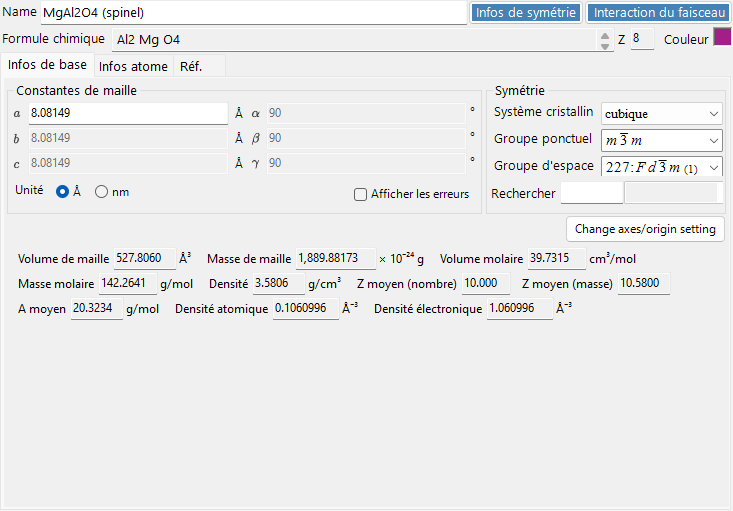 Name MgAl2O4 (spinel) Infos de symétrie Interaction du faisceau
Formule chimique Al2 Mg O4 Z 8 Couleur
Infos de base Infos atome Réf.
Constantes de maille Symétrie
a 8.08149 Å α 90 ° Système cristallin cubique
b 8.08149 Å β 90 ° Groupe ponctuel m 3̅ m
c 8.08149 Å γ 90 ° Groupe d'espace 227: F d 3̅ m (1)
Unité Å nm Afficher les erreurs Rechercher
Change axes/origin setting
Volume de maille 527.8060 Å³ Masse de maille 1,889.88173 × 10⁻²⁴ g Volume molaire 39.7315 cm³/mol
Masse molaire 142.2641 g/mol Densité 3.5806 g/cm³ Z moyen (nombre) 10.000 Z moyen (masse) 10.5800
A moyen 20.3234 g/mol Densité atomique 0.1060996 Å⁻³ Densité électronique 1.060996 Å⁻³